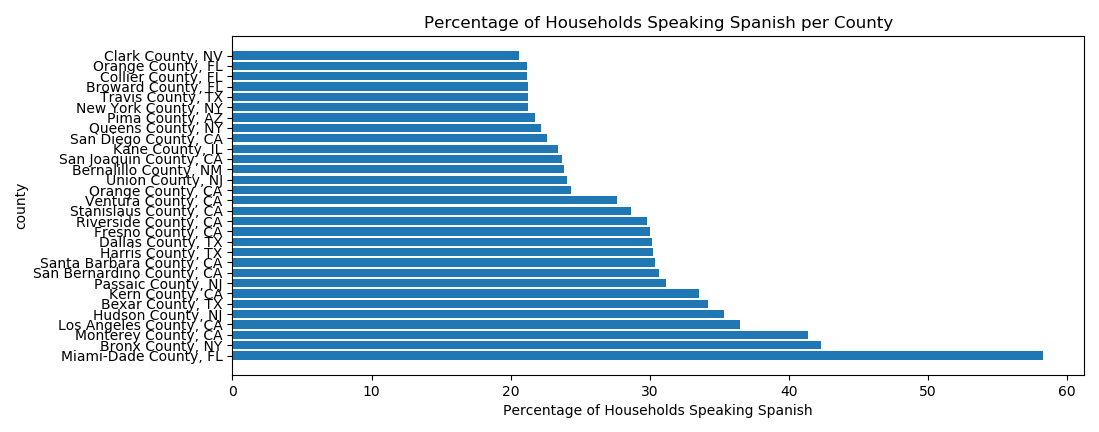 Percentage of Households Speaking Spanish per County
Clark County, NV
Orange County, FL
Collier County, FL
Broward County, FL
Travis County, TX
New York County, NY
Pima County, AZ
Queens County, NY
San Diego County, CA
Kane County, IL
San Joaquin County, CA
Bernalillo County, NM
Union County, NJ
Orange County, CA
Ventura County, CA
Stanislaus County, CA
Riverside County, CA
Fresno County, CA
Dallas County, TX
Harris County, TX
Santa Barbara County, CA
San Bernardino County, CA
Passaic County, NJ
Kern County, CA
Bexar County, TX
Hudson County, NJ
Los Angeles County, CA
Monterey County, CA
Bronx County, NY
Miami-Dade County, FL
county
0 10 20 30 40 50 60
Percentage of Households Speaking Spanish